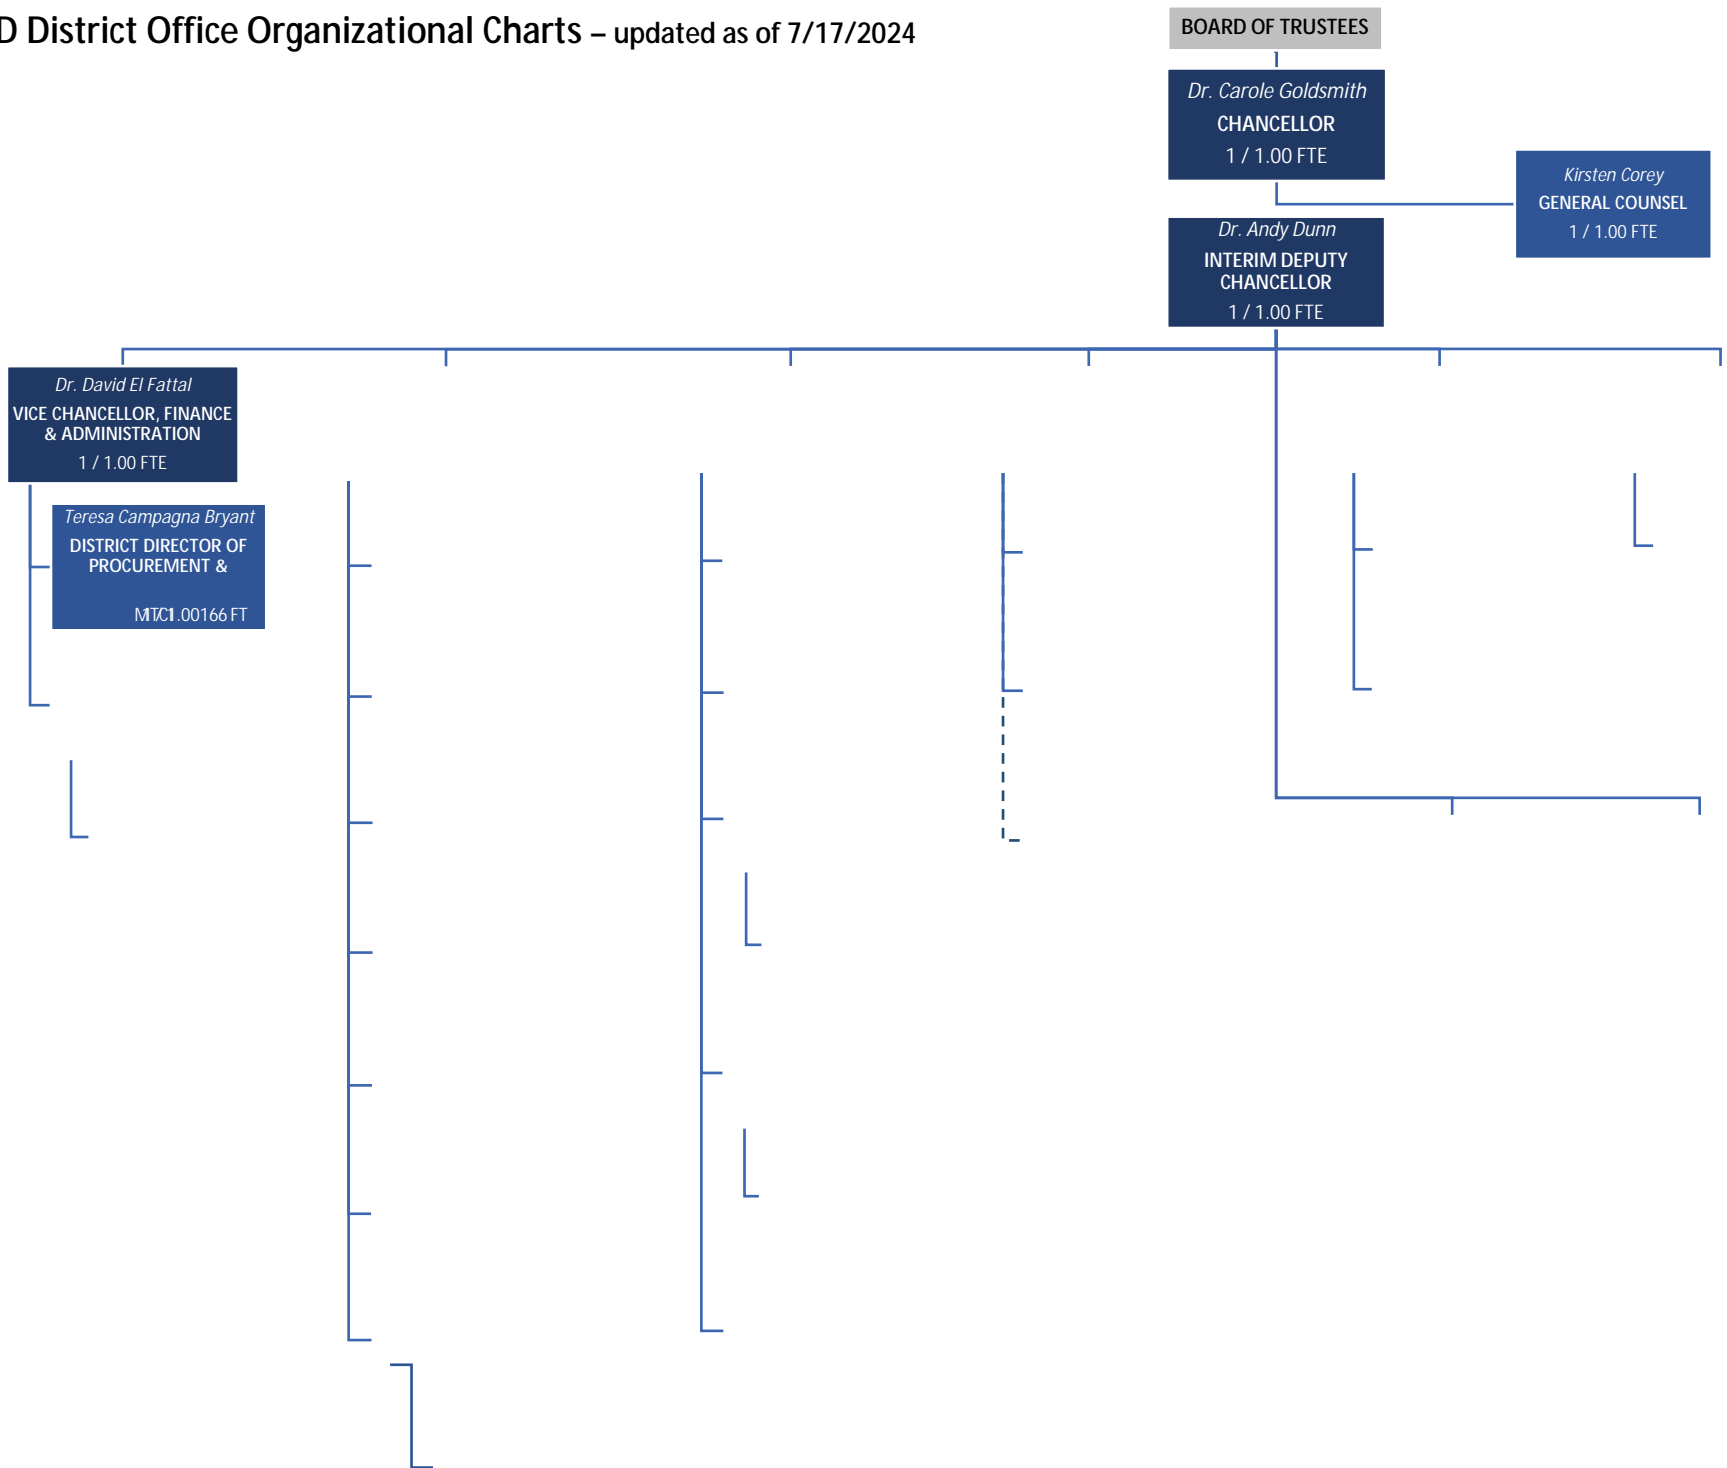 D District Office Organizational Charts – updated as of 7/17/2024
BOARD OF TRUSTEES
Dr. Carole Goldsmith
CHANCELLOR
1 / 1.00 FTE
Kirsten Corey
GENERAL COUNSEL
1 / 1.00 FTE
Dr. Andy Dunn
INTERIM DEPUTY
CHANCELLOR
1 / 1.00 FTE
Dr. David El Fattal
VICE CHANCELLOR, FINANCE
& ADMINISTRATION
1 / 1.00 FTE
Teresa Campagna Bryant
DISTRICT DIRECTOR OF
PROCUREMENT &
.00166 FT